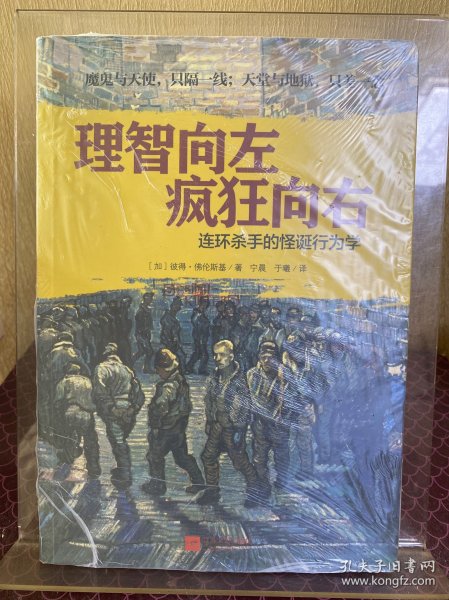 魔鬼与天使，只隔一线；天堂与地狱，只差
理智向左
疯狂向右
连环杀手的怪诞行为学
［加］彼得·佛伦斯基／著 宁晨 于曦／译
孔夫子旧书网
www.kongfz.com